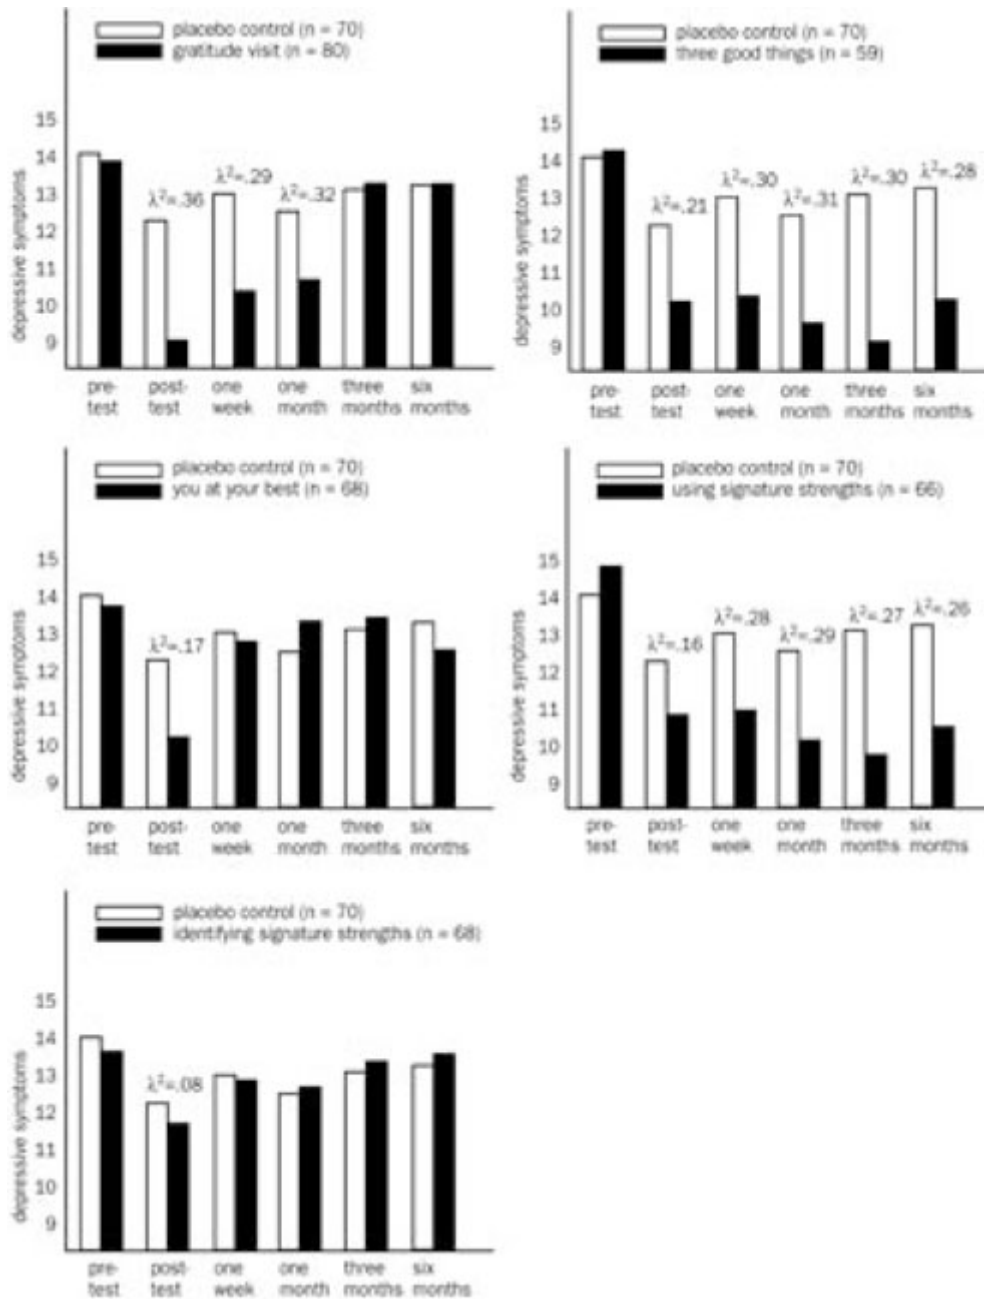 placebo control (n = 70)
gratitude visit (n = 80)
depressive symptoms
15
14
13
12
11
10
9
λ²=.36
λ²=.29
λ²=.32
pre-test
post-test
one week
one month
three months
six months
placebo control (n = 70)
three good things (n = 59)
depressive symptoms
15
14
13
12
11
10
9
λ²=.21
λ²=.30
λ²=.31
λ²=.30
λ²=.28
pre-test
post-test
one week
one month
three months
six months
placebo control (n = 70)
you at your best (n = 68)
depressive symptoms
15
14
13
12
11
10
9
λ²=.17
pre-test
post-test
one week
one month
three months
six months
placebo control (n = 70)
using signature strengths (n = 66)
depressive symptoms
15
14
13
12
11
10
9
λ²=.16
λ²=.28
λ²=.29
λ²=.27
λ²=.26
pre-test
post-test
one week
one month
three months
six months
placebo control (n = 70)
identifying signature strengths (n = 68)
depressive symptoms
15
14
13
12
11
10
9
λ²=.08
pre-test
post-test
one week
one month
three months
six months